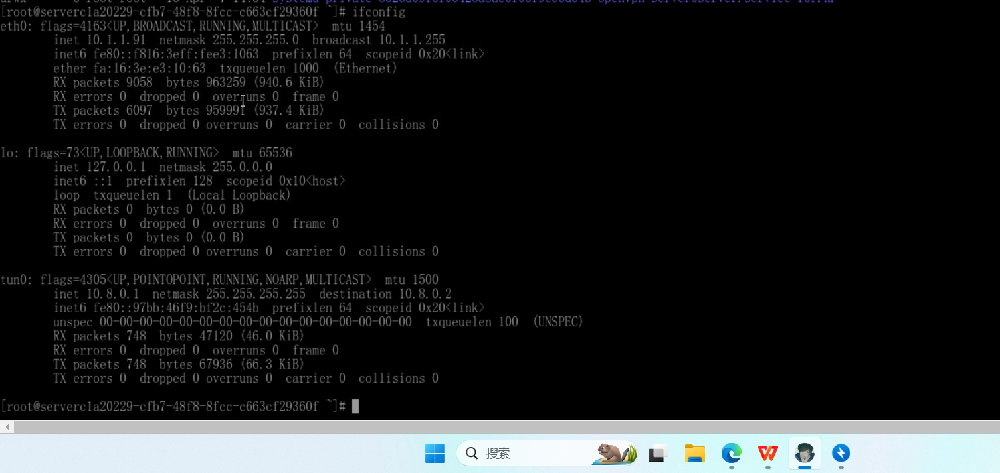 [root@serverc1a20229-cfb7-48f8-8fcc-c663cf29360f ~]# ifconfig
eth0: flags=4163<UP,BROADCAST,RUNNING,MULTICAST>  mtu 1454
        inet 10.1.1.91  netmask 255.255.255.0  broadcast 10.1.1.255
        inet6 fe80::f816:3eff:fee3:1063  prefixlen 64  scopeid 0x20<link>
        ether fa:16:3e:e3:10:63  txqueuelen 1000  (Ethernet)
        RX packets 9058  bytes 963259 (940.6 KiB)
        RX errors 0  dropped 0  overruns 0  frame 0
        TX packets 6097  bytes 959991 (937.4 KiB)
        TX errors 0  dropped 0 overruns 0  carrier 0  collisions 0
lo: flags=73<UP,LOOPBACK,RUNNING>  mtu 65536
        inet 127.0.0.1  netmask 255.0.0.0
        inet6 ::1  prefixlen 128  scopeid 0x10<host>
        loop  txqueuelen 1  (Local Loopback)
        RX packets 0  bytes 0 (0.0 B)
        RX errors 0  dropped 0  overruns 0  frame 0
        TX packets 0  bytes 0 (0.0 B)
        TX errors 0  dropped 0 overruns 0  carrier 0  collisions 0
tun0: flags=4305<UP,POINTOPOINT,RUNNING,NOARP,MULTICAST>  mtu 1500
        inet 10.8.0.1  netmask 255.255.255.255  destination 10.8.0.2
        inet6 fe80::97bb:46f9:bf2c:454b  prefixlen 64  scopeid 0x20<link>
        unspec 00-00-00-00-00-00-00-00-00-00-00-00-00-00-00-00  txqueuelen 100  (UNSPEC)
        RX packets 748  bytes 47120 (46.0 KiB)
        RX errors 0  dropped 0  overruns 0  frame 0
        TX packets 748  bytes 67936 (66.3 KiB)
        TX errors 0  dropped 0 overruns 0  carrier 0  collisions 0
[root@serverc1a20229-cfb7-48f8-8fcc-c663cf29360f ~]#
搜索